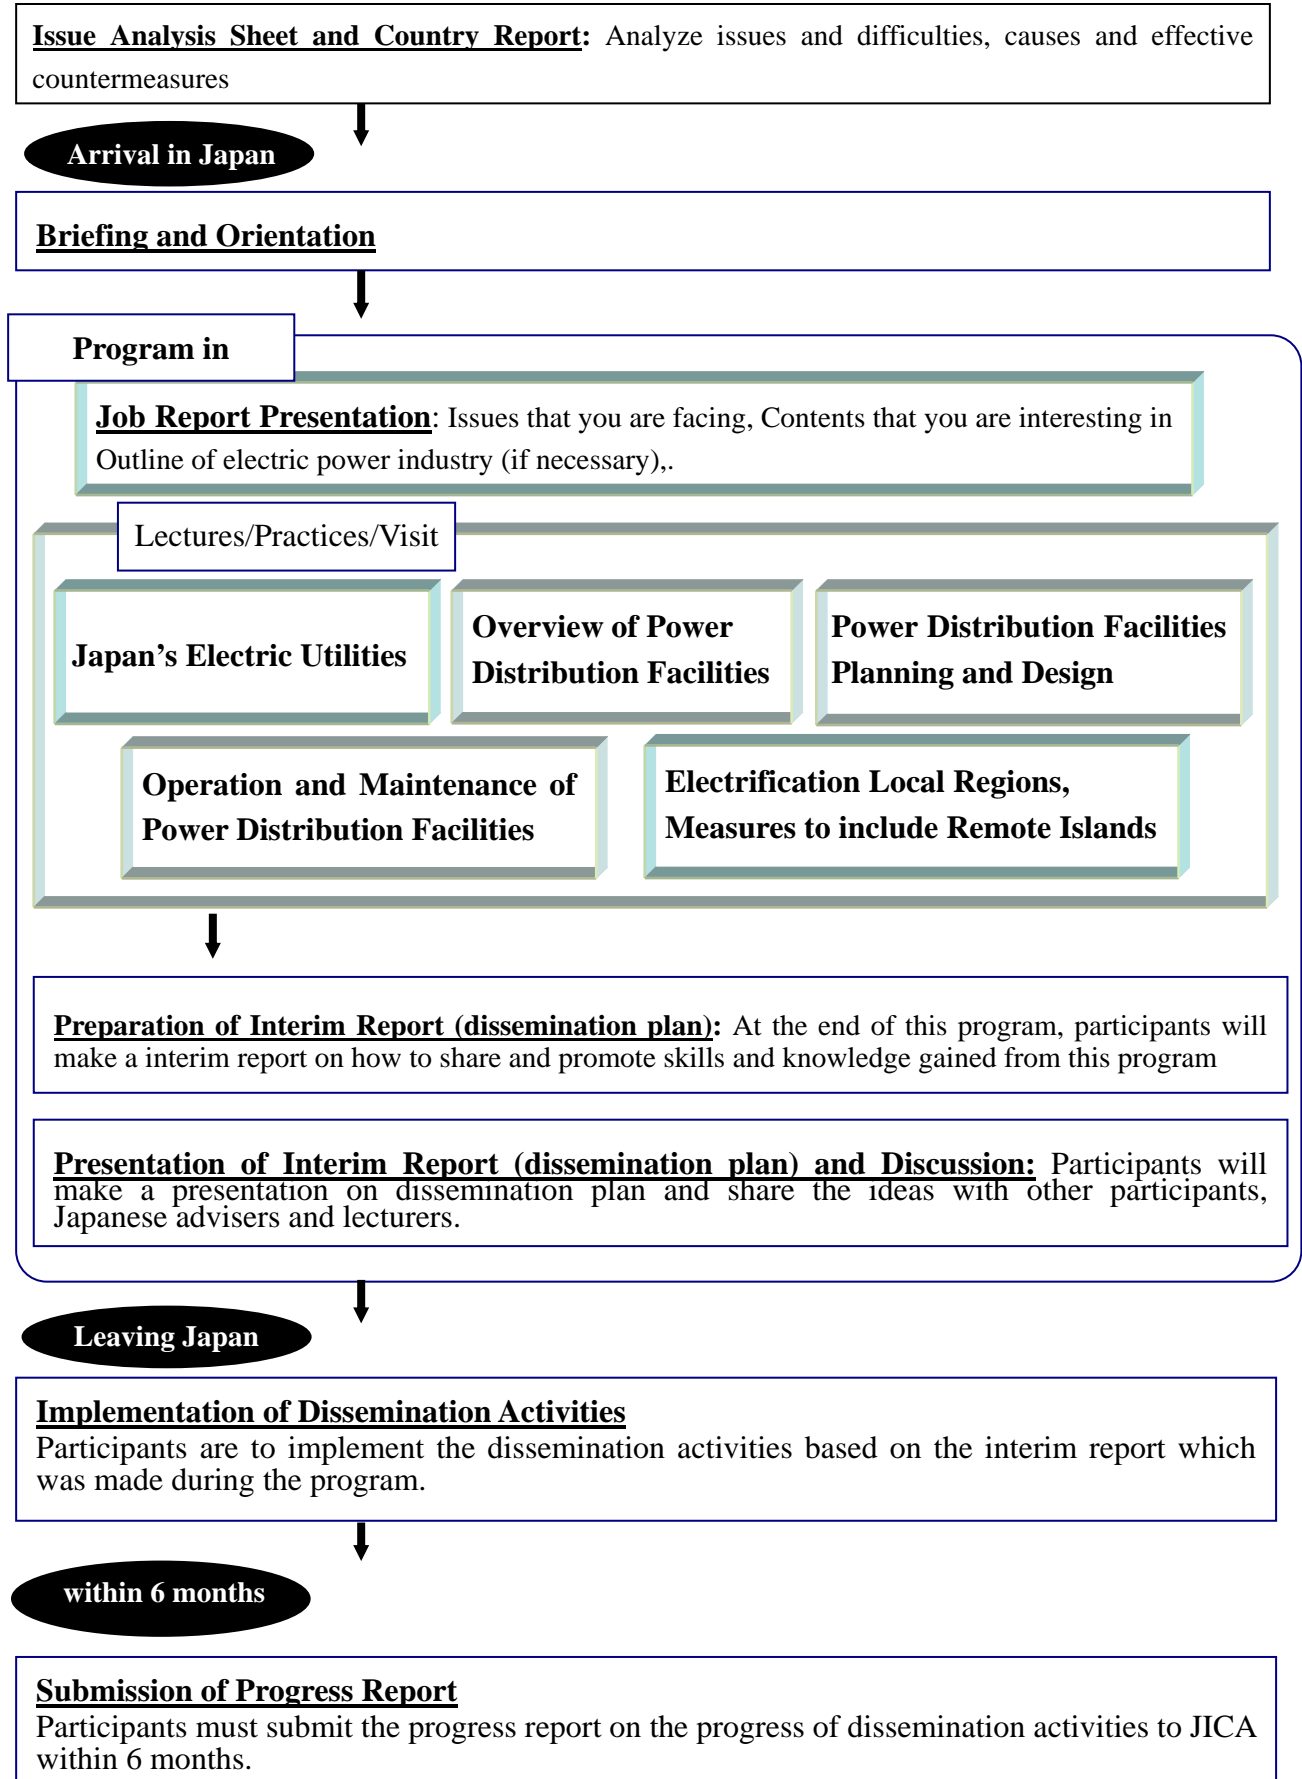 Issue Analysis Sheet and Country Report: Analyze issues and difficulties, causes and effective
countermeasures
Arrival in Japan
Briefing and Orientation
Program in
Job Report Presentation: Issues that you are facing, Contents that you are interesting in
Outline of electric power industry (if necessary),.
Lectures/Practices/Visit
Japan's Electric Utilities
Overview of Power
Distribution Facilities
Power Distribution Facilities
Planning and Design
Operation and Maintenance of
Power Distribution Facilities
Electrification Local Regions,
Measures to include Remote Islands
Preparation of Interim Report (dissemination plan): At the end of this program, participants will
make a interim report on how to share and promote skills and knowledge gained from this program
Presentation of Interim Report (dissemination plan) and Discussion: Participants will
make a presentation on dissemination plan and share the ideas with other participants,
Japanese advisers and lecturers.
Leaving Japan
Implementation of Dissemination Activities
Participants are to implement the dissemination activities based on the interim report which
was made during the program.
within 6 months
Submission of Progress Report
Participants must submit the progress report on the progress of dissemination activities to JICA
within 6 months.